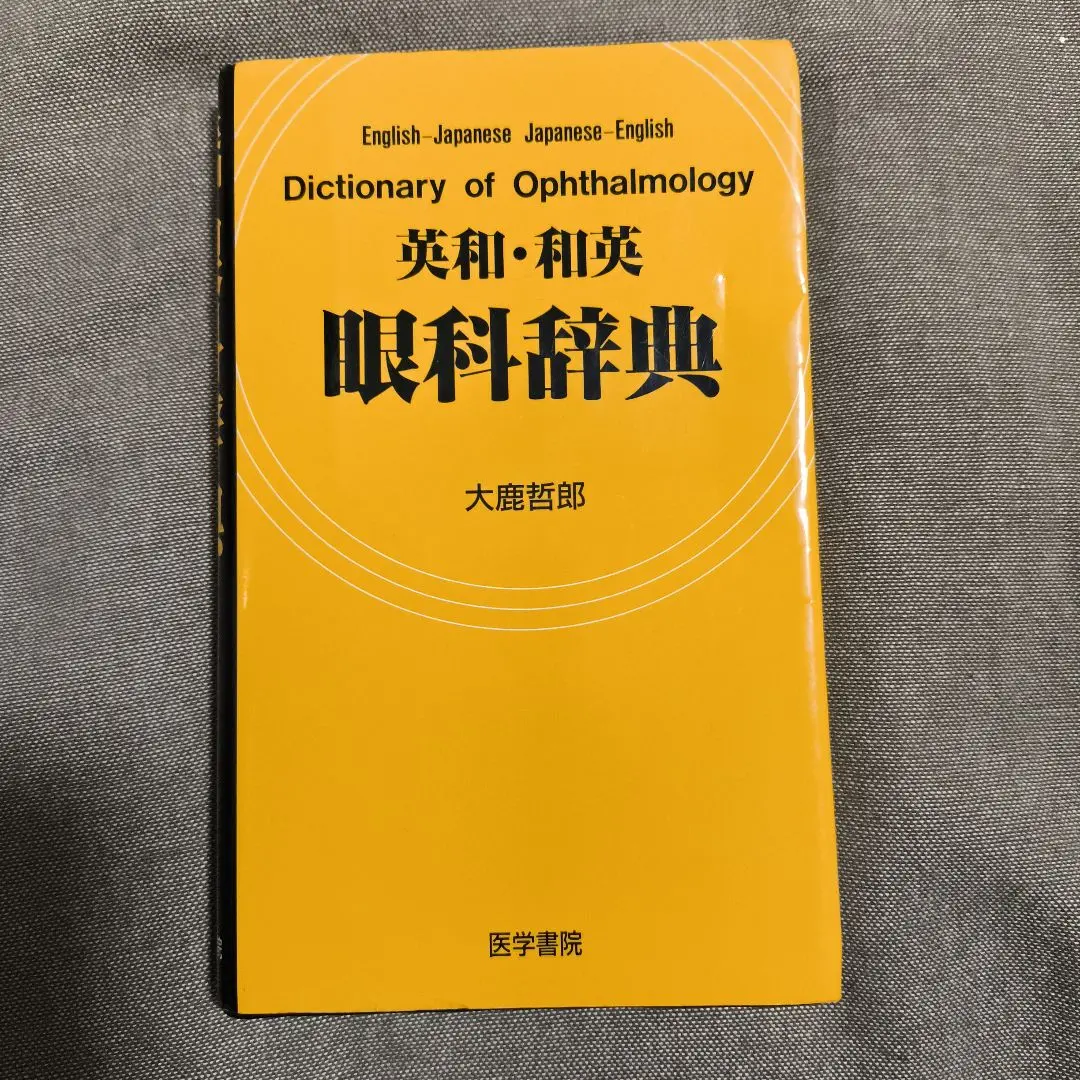 English-Japanese Japanese-English
Dictionary of Ophthalmology
英和・和英
眼科辞典
大鹿哲郎
医学書院